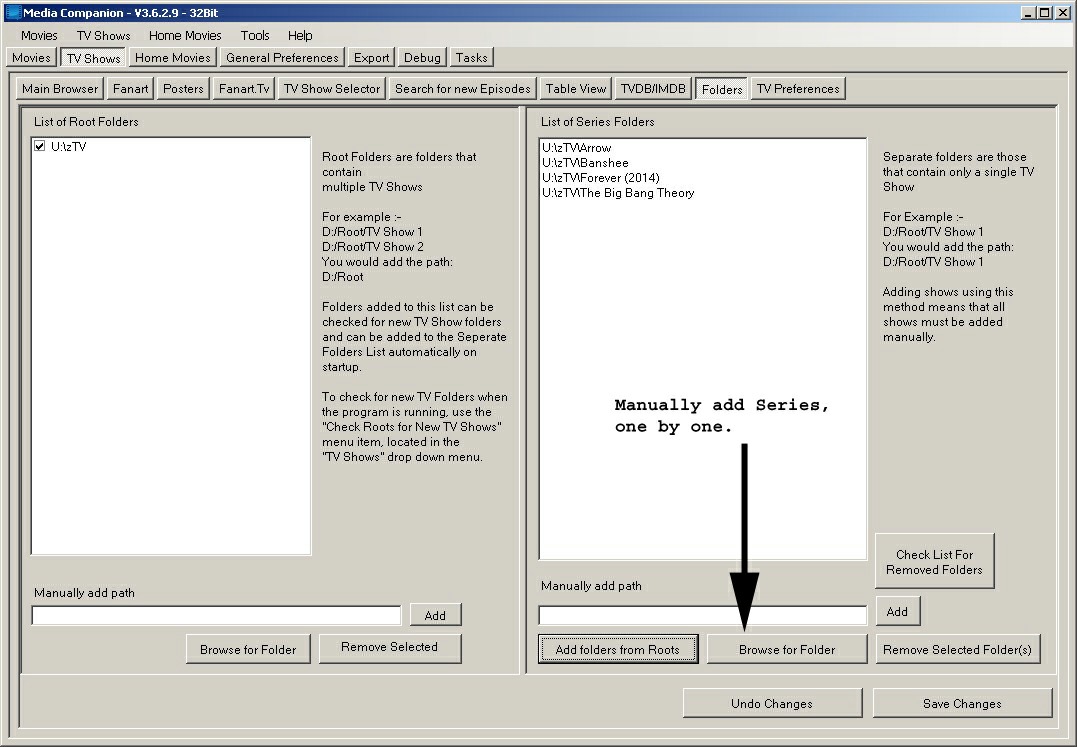 Media Companion - V3.6.2.9 - 32Bit
Movies TV Shows Home Movies Tools Help
Movies TV Shows Home Movies General Preferences Export Debug Tasks
Main Browser Fanart Posters Fanart.Tv TV Show Selector Search for new Episodes Table View TVDB/IMDB Folders TV Preferences
List of Root Folders
U:\zTV
Root Folders are folders that
contain
multiple TV Shows
For example :-
D:/Root/TV Show 1
D:/Root/TV Show 2
You would add the path:
D:/Root
Folders added to this list can be
checked for new TV Show folders
and can be added to the Seperate
Folders List automatically on
startup.
To check for new TV Folders when
the program is running, use the
"Check Roots for New TV Shows"
menu item, located in the
"TV Shows" drop down menu.
Manually add path
Add
Browse for Folder
Remove Selected
List of Series Folders
U:\zTV\Arrow
U:\zTV\Banshee
U:\zTV\Forever (2014)
U:\zTV\The Big Bang Theory
Separate folders are those
that contain only a single TV
Show
For Example :-
D:/Root/TV Show 1
You would add the path:
D:/Root/TV Show 1
Adding shows using this
method means that all
shows must be added
manually.
Manually add Series,
one by one.
Check List For
Removed Folders
Manually add path
Add
Add folders from Roots
Browse for Folder
Remove Selected Folder(s)
Undo Changes
Save Changes